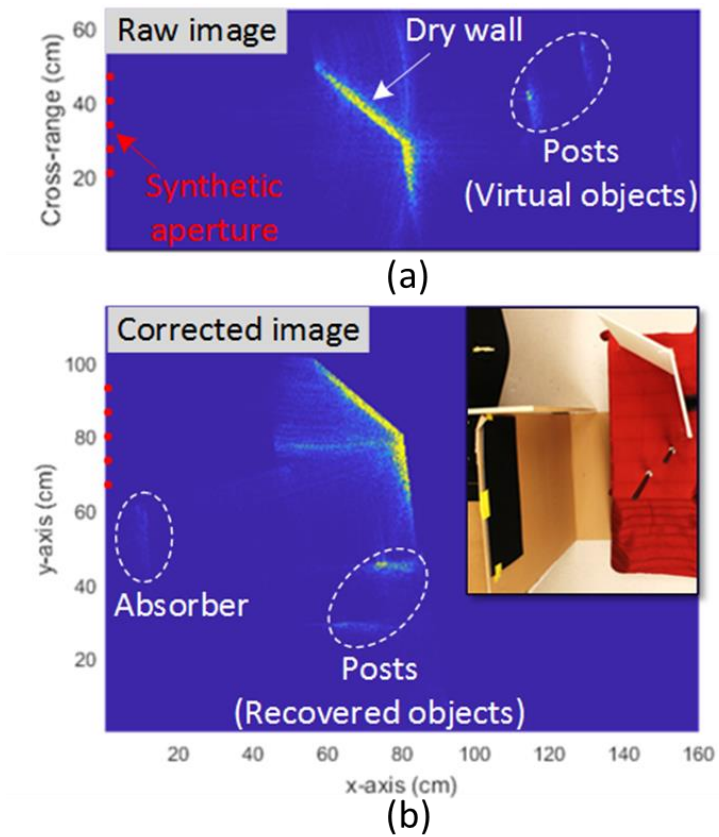 Raw image
Dry wall
Posts
(Virtual objects)
Synthetic
aperture
Cross-range (cm)
60
40
20
(a)
Corrected image
Absorber
Posts
(Recovered objects)
y-axis (cm)
100
80
60
40
20
20 40 60 80 100 120 140 160
x-axis (cm)
(b)